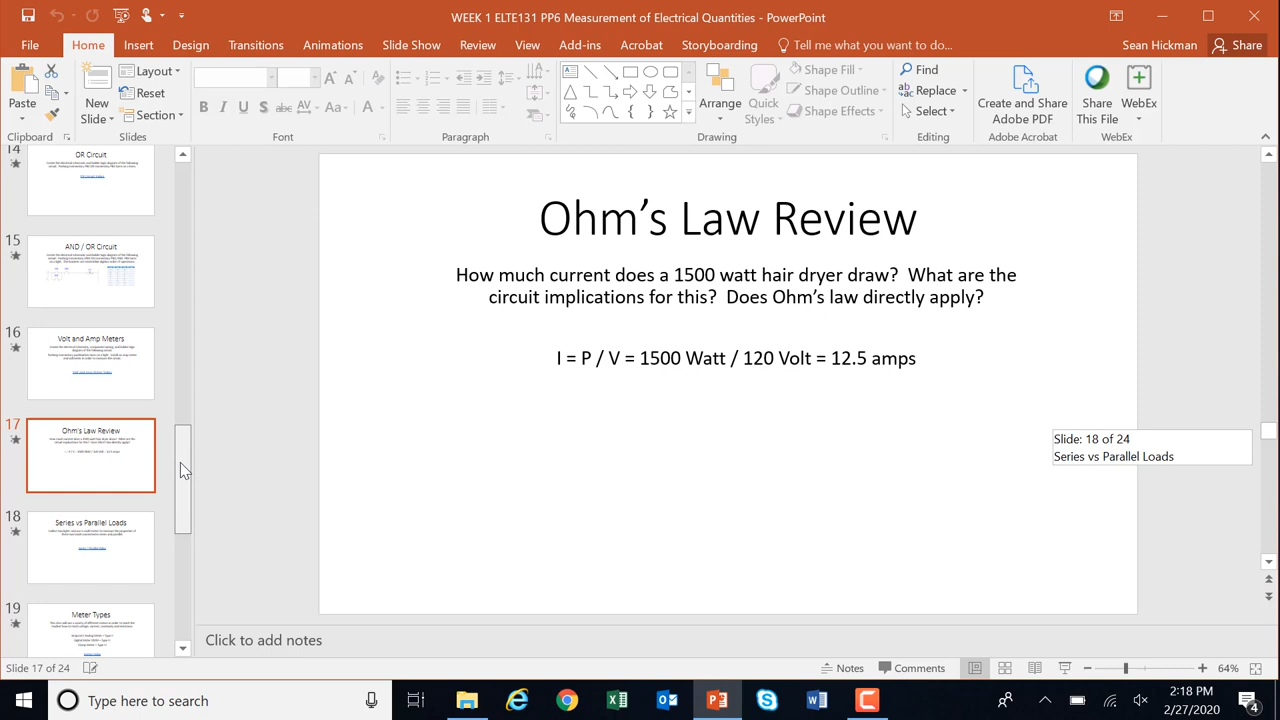 WEEK 1 ELTE131 PP6 Measurement of Electrical Quantities - PowerPoint
File Home Insert Design Transitions Animations Slide Show Review View Add-ins Acrobat Storyboarding Tell me what you want to do... Sean Hickman Share
Paste
New Slide
Layout
Reset
Section
B I U S abc AV Aa A
Arrange
Quick Styles
Shape Fill
Shape Outline
Shape Effects
Find
Replace
Select
Create and Share Adobe PDF
Share This File
WebEx
Clipboard Slides Font Paragraph Drawing Editing Adobe Acrobat WebEx
14
OR Circuit
15
AND / OR Circuit
16
Volt and Amp Meters
17
Ohm's Law Review
18
Series vs Parallel Loads
19
Meter Types
Ohm's Law Review
How much current does a 1500 watt hair dryer draw? What are the
circuit implications for this? Does Ohm's law directly apply?
I = P / V = 1500 Watt / 120 Volt = 12.5 amps
Slide: 18 of 24
Series vs Parallel Loads
Click to add notes
Slide 17 of 24 Notes Comments 64%
Type here to search
2:18 PM
2/27/2020
4